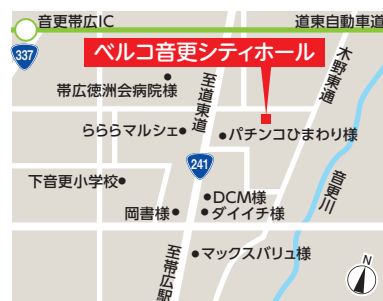 音更帯広IC
道東自動車道
337
ベルコ音更シティホール
木野東通
帯広徳洲会病院様
至道東道
らららマルシェ
パチンコひまわり様
241
下音更小学校
音更川
DCM様
岡書様
ダイイチ様
至帯広駅
マックスバリュ様
N